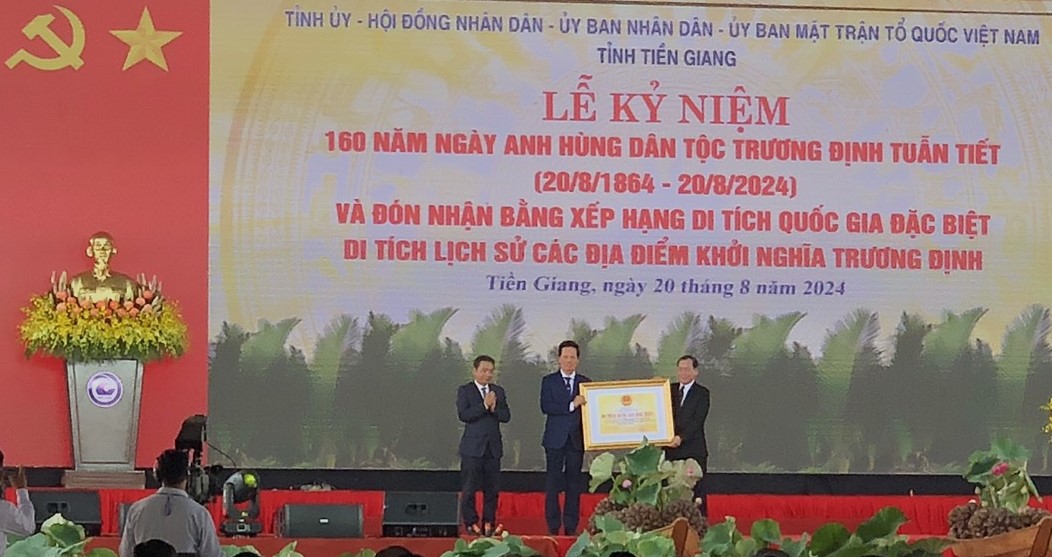 TỈNH ỦY - HỘI ĐỒNG NHÂN DÂN - ỦY BAN NHÂN DÂN - ỦY BAN MẶT TRẬN TỔ QUỐC VIỆT NAM
TỈNH TIỀN GIANG
LỄ KỶ NIỆM
160 NĂM NGÀY ANH HÙNG DÂN TỘC TRƯƠNG ĐỊNH TUẪN TIẾT
(20/8/1864 - 20/8/2024)
VÀ ĐÓN NHẬN BẰNG XẾP HẠNG DI TÍCH QUỐC GIA ĐẶC BIỆT
DI TÍCH LỊCH SỬ CÁC ĐỊA ĐIỂM KHỞI NGHĨA TRƯƠNG ĐỊNH
Tiền Giang, ngày 20 tháng 8 năm 2024